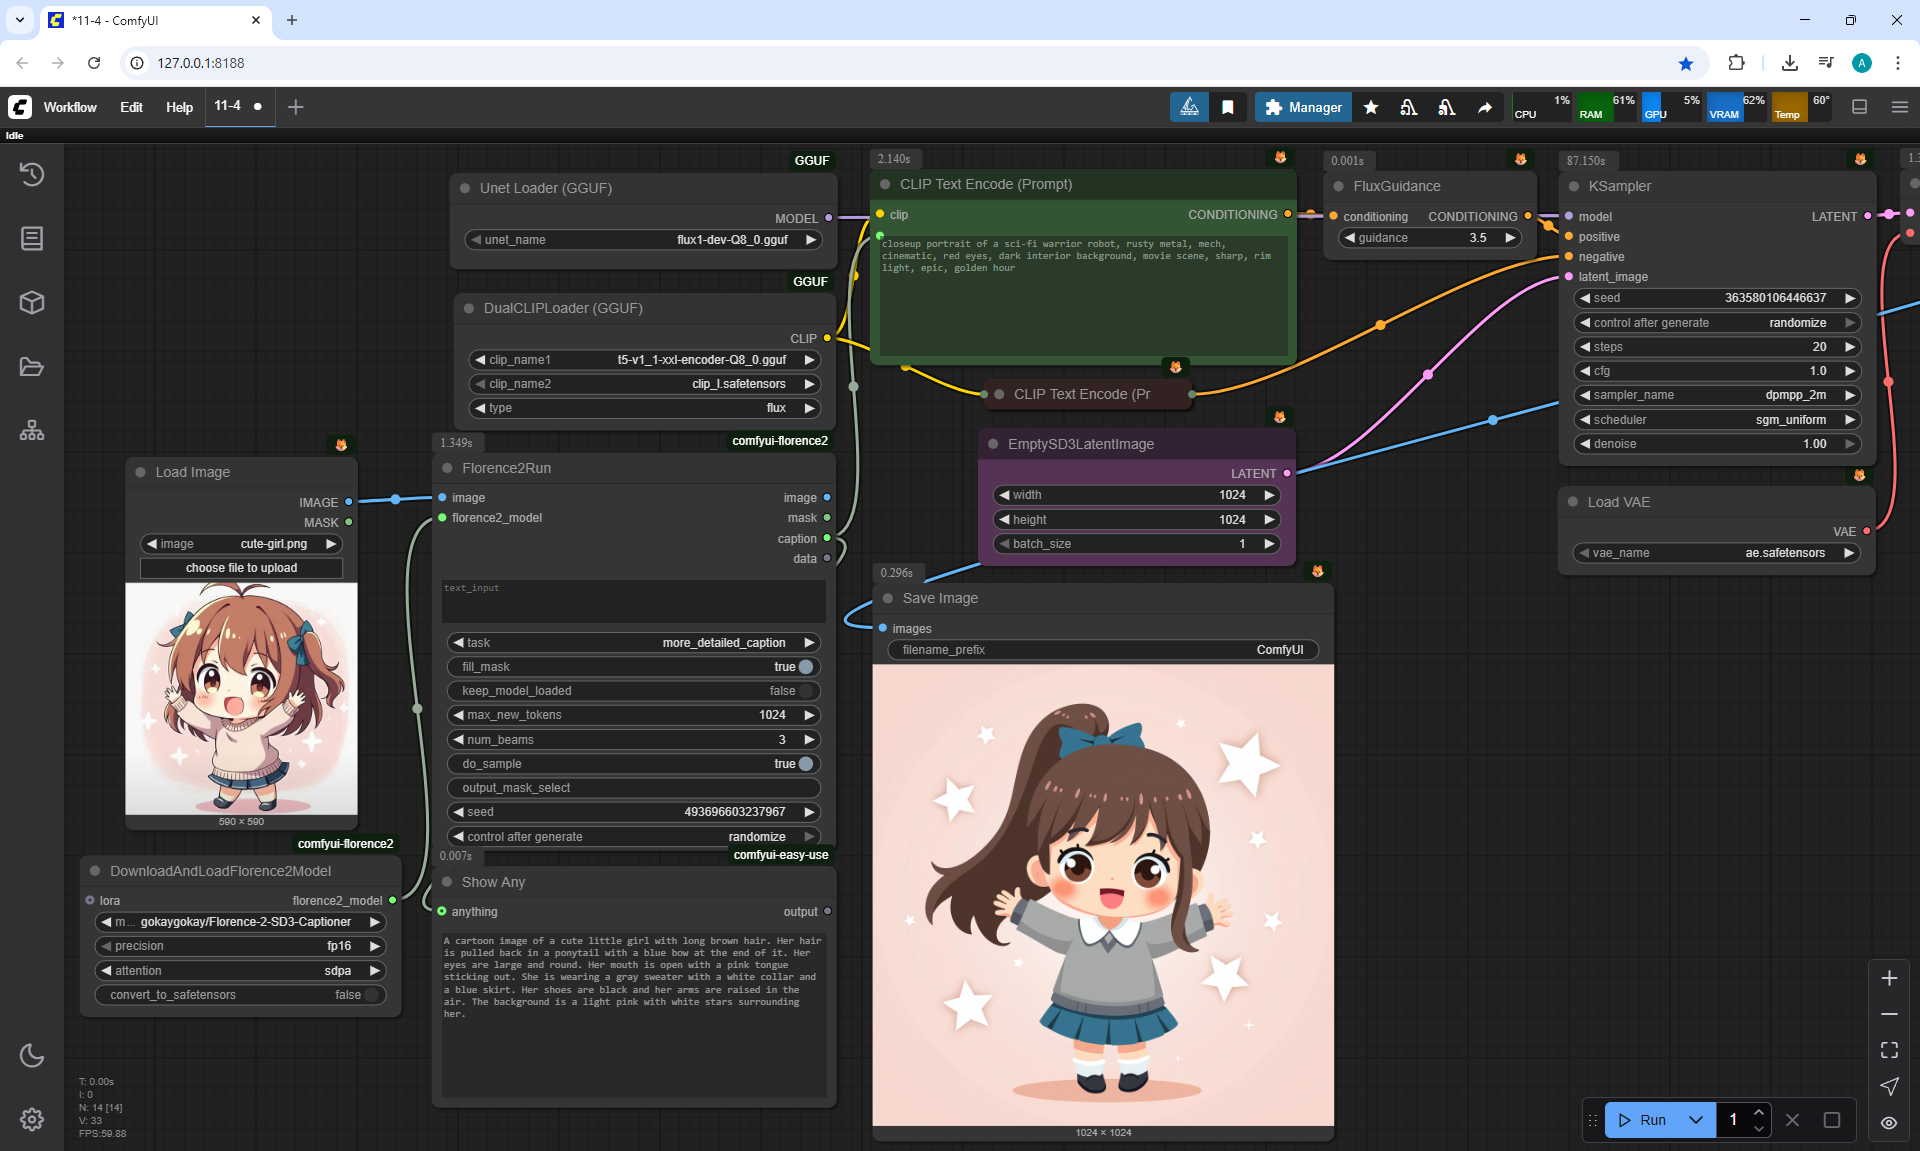 *11-4 - ComfyUI
127.0.0.1:8188
Workflow Edit Help 11-4
Manager
CPU 1% RAM 61% GPU 5% VRAM 62% Temp 60°
Idle
GGUF
Unet Loader (GGUF)
MODEL
unet_name flux1-dev-Q8_0.gguf
GGUF
DualCLIPLoader (GGUF)
CLIP
clip_name1 t5-v1_1-xxl-encoder-Q8_0.gguf
clip_name2 clip_l.safetensors
type flux
2.140s
CLIP Text Encode (Prompt)
clip CONDITIONING
closeup portrait of a sci-fi warrior robot, rusty metal, mech,
cinematic, red eyes, dark interior background, movie scene, sharp, rim
light, epic, golden hour
CLIP Text Encode (Pr
0.001s
FluxGuidance
conditioning CONDITIONING
guidance 3.5
87.150s
KSampler
model LATENT
positive
negative
latent_image
seed 363580106446637
control after generate randomize
steps 20
cfg 1.0
sampler_name dpmpp_2m
scheduler sgm_uniform
denoise 1.00
Load VAE
VAE
vae_name ae.safetensors
EmptySD3LatentImage
LATENT
width 1024
height 1024
batch_size 1
Load Image
IMAGE
MASK
image cute-girl.png
choose file to upload
590 × 590
1.349s
comfyui-florence2
Florence2Run
image image
florence2_model mask
caption
data
text_input
task more_detailed_caption
fill_mask true
keep_model_loaded false
max_new_tokens 1024
num_beams 3
do_sample true
output_mask_select
seed 493696603237967
control after generate randomize
comfyui-florence2
DownloadAndLoadFlorence2Model
lora florence2_model
m... gokaygokay/Florence-2-SD3-Captioner
precision fp16
attention sdpa
convert_to_safetensors false
0.007s
comfyui-easy-use
Show Any
anything output
A cartoon image of a cute little girl with long brown hair. Her hair
is pulled back in a ponytail with a blue bow at the end of it. Her
eyes are large and round. Her mouth is open with a pink tongue
sticking out. She is wearing a gray sweater with a white collar and
a blue skirt. Her shoes are black and her arms are raised in the
air. The background is a light pink with white stars surrounding
her.
0.296s
Save Image
images
filename_prefix ComfyUI
1024 × 1024
T: 0.00s
I: 0
N: 14 [14]
V: 33
FPS:59.88
Run 1
A